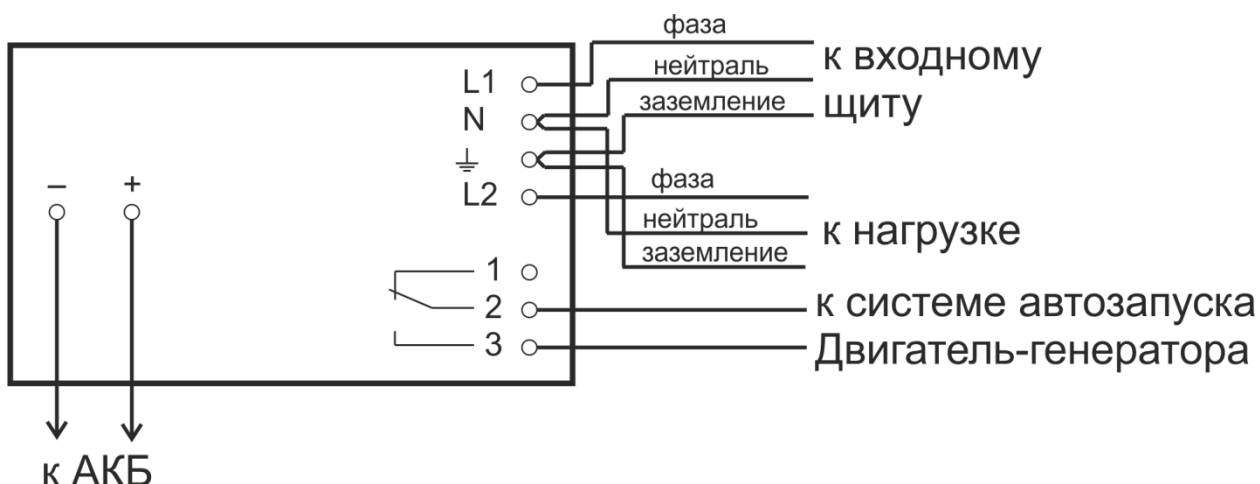 фаза
L1
к входному
нейтраль
N
заземление
щиту
фаза
L2
– +
нейтраль
к нагрузке
заземление
1
2
к системе автозапуска
3
Двигатель-генератора
к АКБ